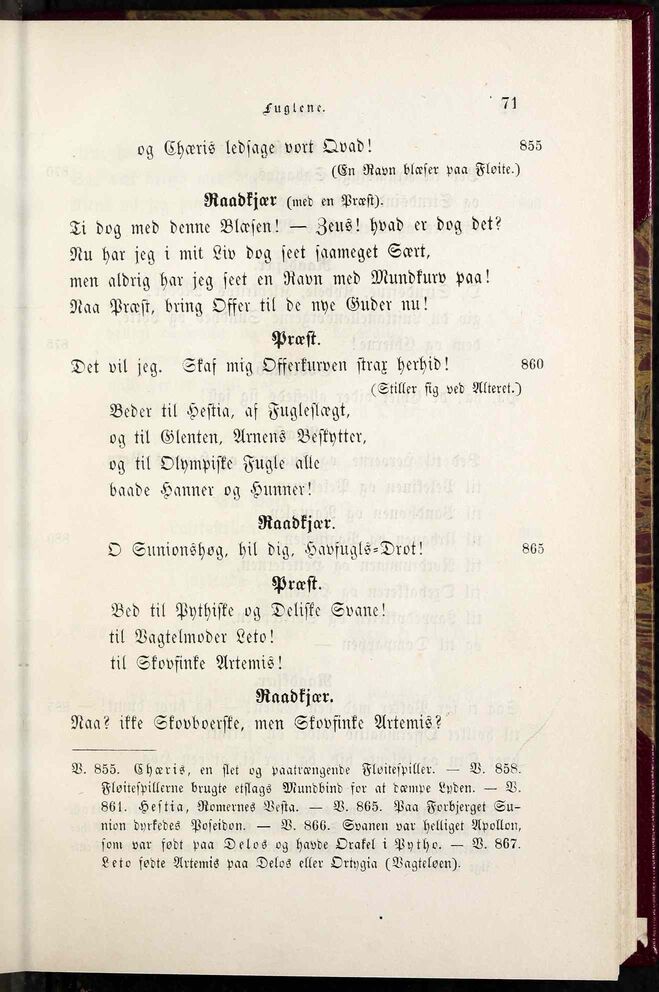 Fuglene. 71
og Chæris ledsage vort Qvad! 855
(En Ravn blæser paa Fløite.)
Raadkjær (med en Præst).
Ti dog med denne Blæsen! — Zeus! hvad er dog det?
Nu har jeg i mit Liv dog seet saameget Sært,
men aldrig har jeg seet en Ravn med Mundkurv paa!
Naa Præst, bring Offer til de nye Guder nu!
Præst.
Det vil jeg. Skaf mig Offerkurven strax herhid! 860
(Stiller sig ved Alteret.)
Beder til Hestia, af Fugleslægt,
og til Glenten, Arnens Beskytter,
og til Olympiske Fugle alle
baade Hanner og Hunner!
Raadkjær.
O Sunionshøg, hil dig, Havfugls-Drot! 865
Præst.
Bed til Pythiske og Deliske Svane!
til Vagtelmoder Leto!
til Skovfinke Artemis!
Raadkjær.
Naa? ikke Skovboerske, men Skovfinke Artemis?
V. 855. Chæris, en slet og paatrængende Fløitespiller. — V. 858.
Fløitespillerne brugte etslags Mundbind for at dæmpe Lyden. — V.
861. Hestia, Romernes Vesta. — V. 865. Paa Forbjerget Su-
nion dyrkedes Poseidon. — V. 866. Svanen var helliget Apollon,
som var født paa Delos og havde Orakel i Pytho. — V. 867.
Leto fødte Artemis paa Delos eller Ortygia (Vagteløen).